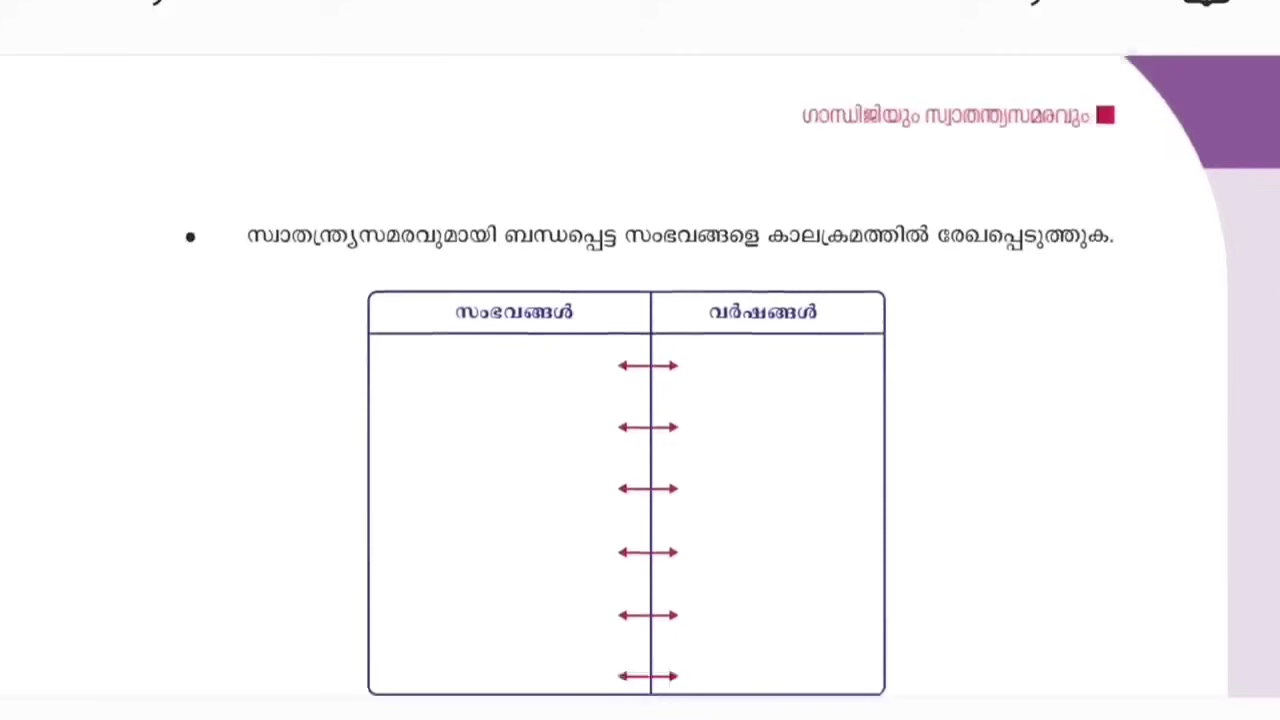 ഗാന്ധിജിയും സ്വാതന്ത്ര്യസമരവും
• സ്വാതന്ത്ര്യസമരവുമായി ബന്ധപ്പെട്ട സംഭവങ്ങളെ കാലക്രമത്തിൽ രേഖപ്പെടുത്തുക.
സംഭവങ്ങൾ വർഷങ്ങൾ